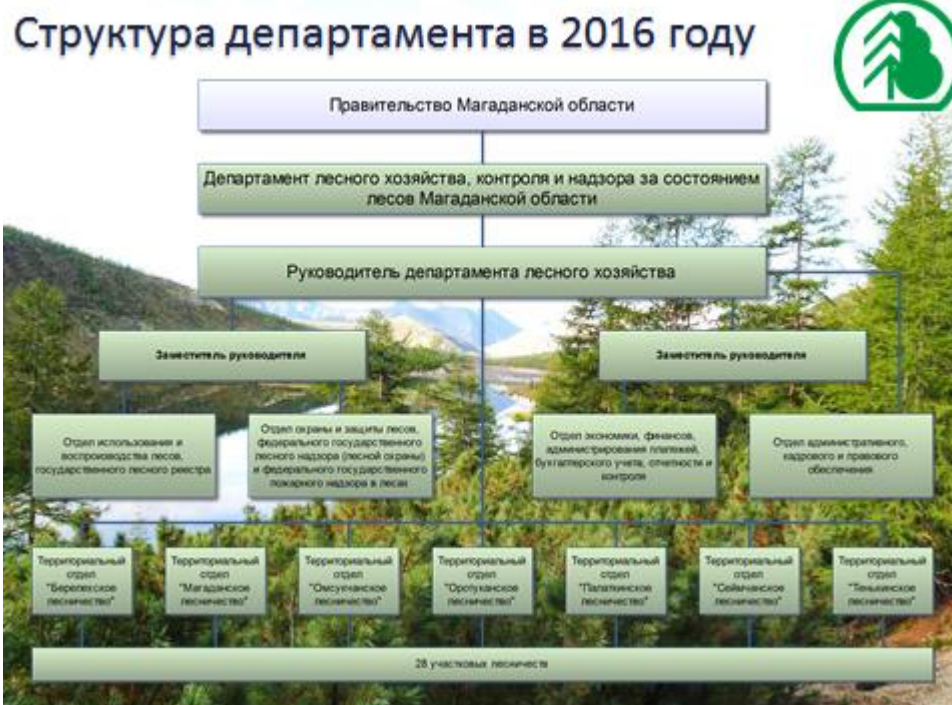 Структура департамента в 2016 году
Правительство Магаданской области
Департамент лесного хозяйства, контроля и надзора за состоянием
лесов Магаданской области
Руководитель департамента лесного хозяйства
Заместитель руководителя
Заместитель руководителя
Отдел использования и
воспроизводства лесов,
государственного лесного реестра
Отдел охраны и защиты лесов,
федерального государственного
лесного надзора (лесной охраны)
и федерального государственного
пожарного надзора в лесах
Отдел экономики, финансов,
администрирования платежей,
бухгалтерского учета, отчетности и
контроля
Отдел административного,
кадрового и правового
обеспечения
Территориальный
отдел
"Берелехское
лесничество"
Территориальный
отдел
"Магаданское
лесничество"
Территориальный
отдел
"Омсукчанское
лесничество"
Территориальный
отдел
"Оротуканское
лесничество"
Территориальный
отдел
"Палаткинское
лесничество"
Территориальный
отдел
"Сеймчанское
лесничество"
Территориальный
отдел
"Тенькинское
лесничество"
28 участковых лесничеств